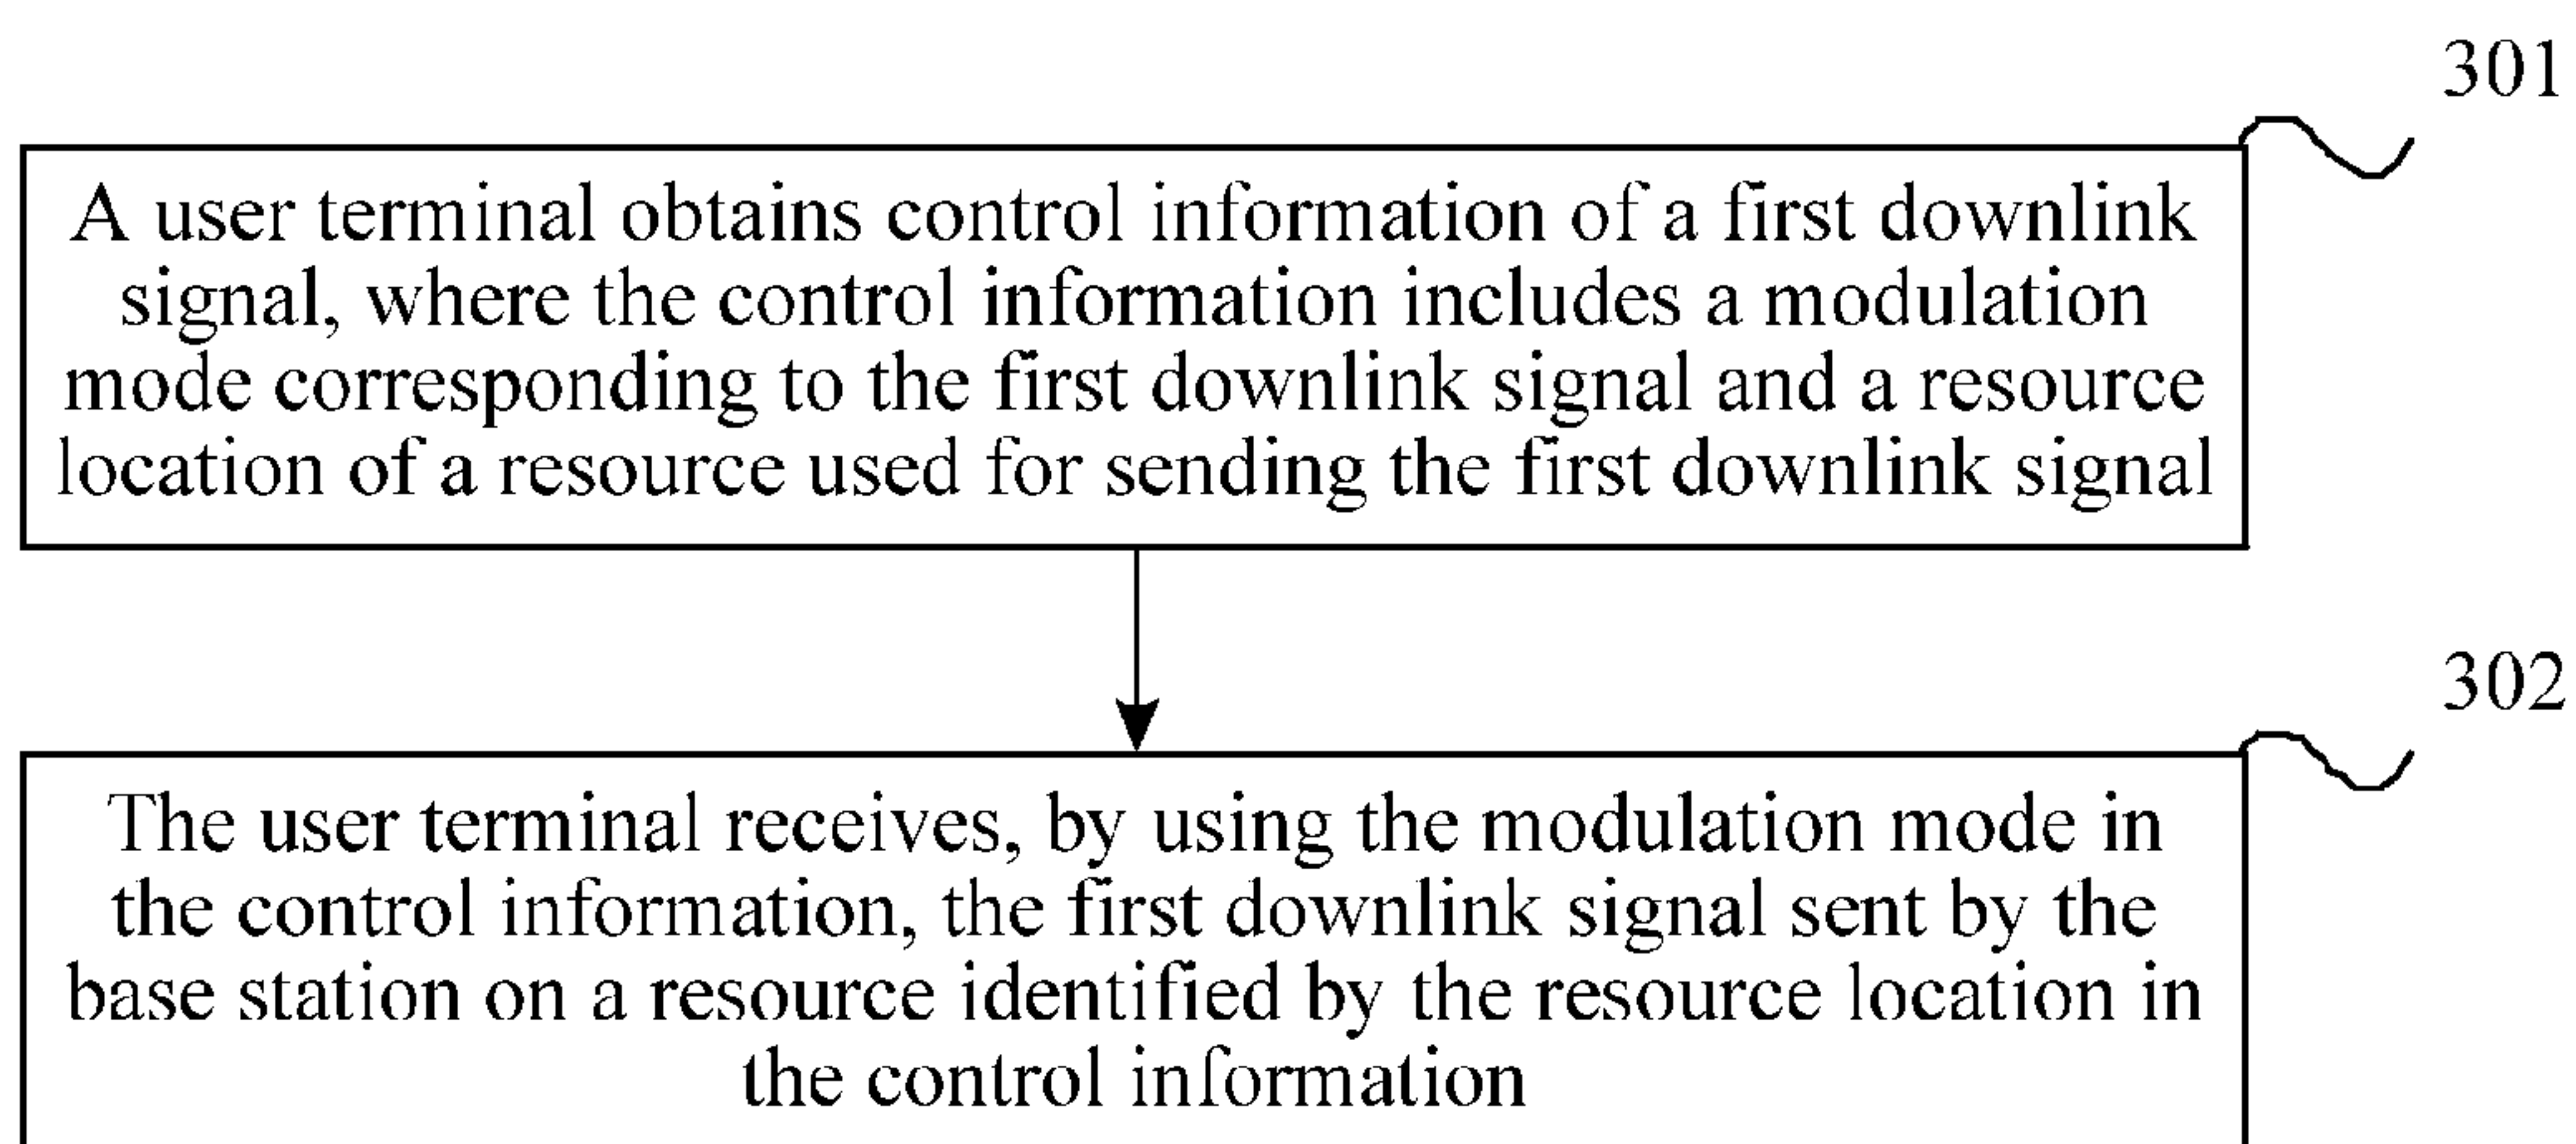 301
A user terminal obtains control information of a first downlink
signal, where the control information includes a modulation
mode corresponding to the first downlink signal and a resource
location of a resource used for sending the first downlink signal
302
The user terminal receives, by using the modulation mode in
the control information, the first downlink signal sent by the
base station on a resource identified by the resource location in
the control information